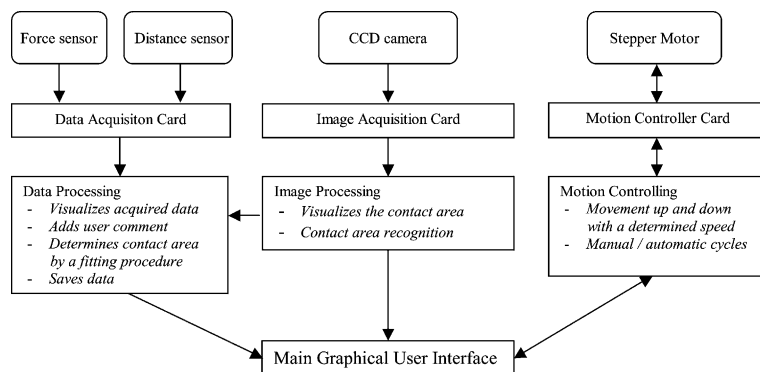 Force sensor
Distance sensor
CCD camera
Stepper Motor
Data Acquisiton Card
Image Acquisition Card
Motion Controller Card
Data Processing
- Visualizes acquired data
- Adds user comment
- Determines contact area
by a fitting procedure
- Saves data
Image Processing
- Visualizes the contact area
- Contact area recognition
Motion Controlling
- Movement up and down
with a determined speed
- Manual / automatic cycles
Main Graphical User Interface